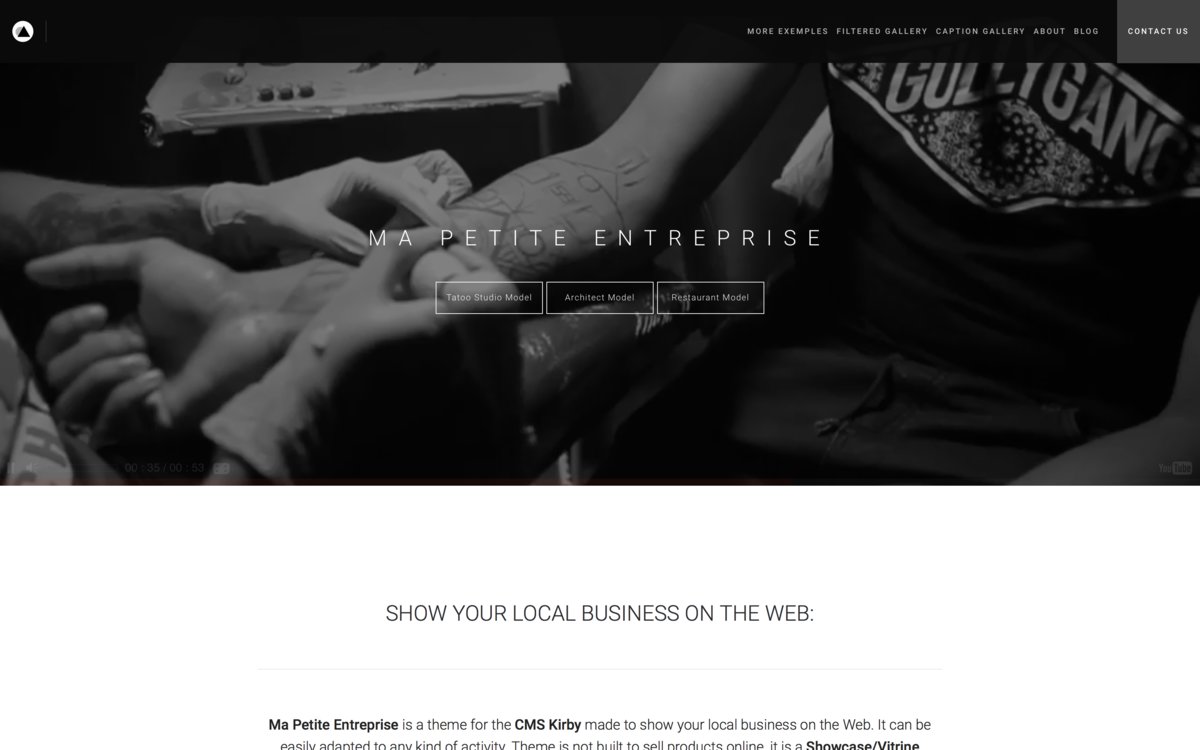 MORE EXEMPLES FILTERED GALLERY CAPTION GALLERY ABOUT BLOG CONTACT US
GULLYGANG
1st
MA PETITE ENTREPRISE
Tatoo Studio Model Architect Model Restaurant Model
00 : 35 / 00 : 53
YouTube
SHOW YOUR LOCAL BUSINESS ON THE WEB:
Ma Petite Entreprise is a theme for the CMS Kirby made to show your local business on the Web. It can be
easily adapted to any kind of activity. Theme is not built to sell products online, it is a Showcase/Vitrine